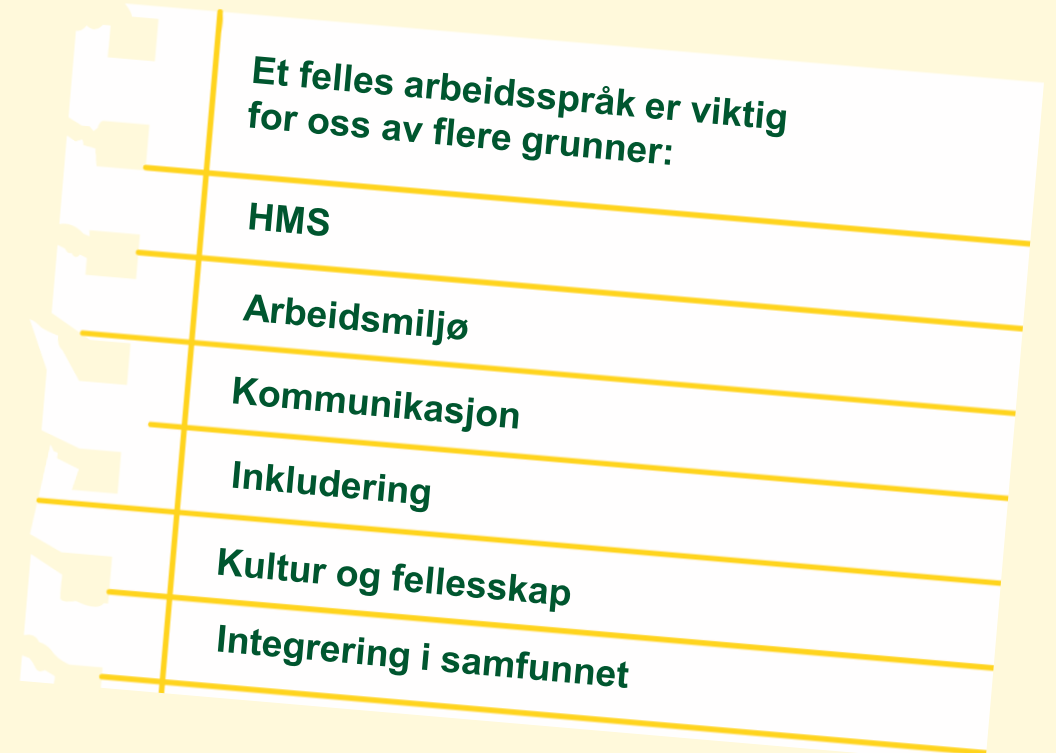 Et felles arbeidsspråk er viktig
for oss av flere grunner:
HMS
Arbeidsmiljø
Kommunikasjon
Inkludering
Kultur og fellesskap
Integrering i samfunnet